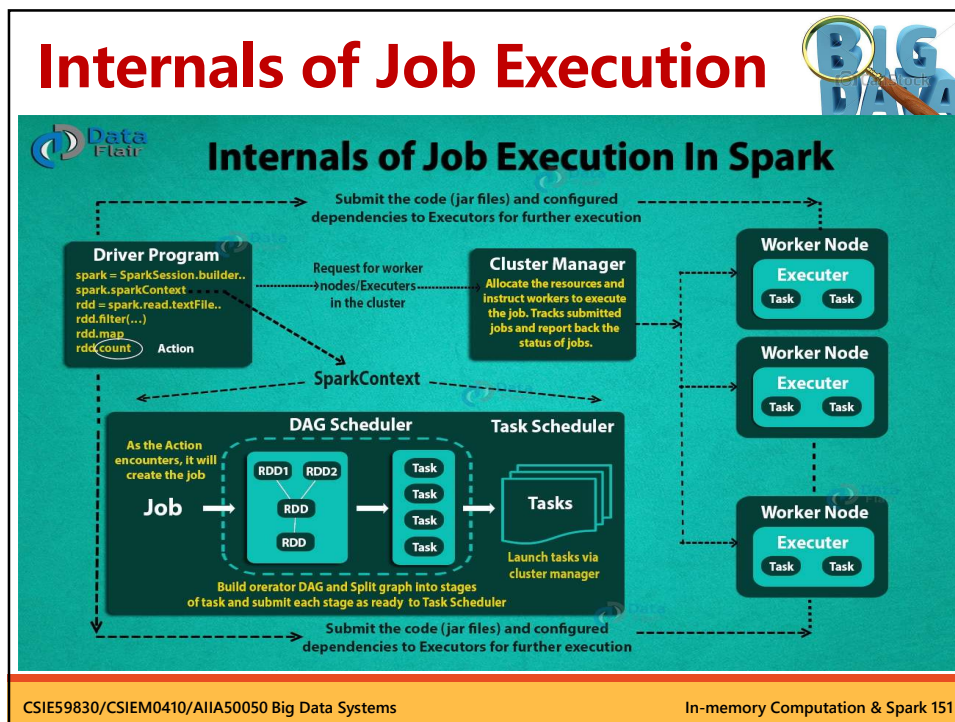 Internals of Job Execution
BIG
DATA
Data
Flair
Internals of Job Execution In Spark
Submit the code (jar files) and configured
dependencies to Executors for further execution
Driver Program
spark = SparkSession.builder..
spark.sparkContext
rdd = spark.read.textFile..
rdd.filter(...)
rdd.map
rdd.count
Action
Request for worker
nodes/Executers
in the cluster
Cluster Manager
Allocate the resources and
instruct workers to execute
the job. Tracks submitted
jobs and report back the
status of jobs.
Worker Node
Executer
Task Task
Worker Node
Executer
Task Task
Worker Node
Executer
Task Task
SparkContext
DAG Scheduler
Task Scheduler
As the Action
encounters, it will
create the job
Job
RDD1 RDD2
RDD
RDD
Task
Task
Task
Task
Tasks
Launch tasks via
cluster manager
Build orerator DAG and Split graph into stages
of task and submit each stage as ready to Task Scheduler
Submit the code (jar files) and configured
dependencies to Executors for further execution
CSIE59830/CSIEM0410/AIIA50050 Big Data Systems
In-memory Computation & Spark 151